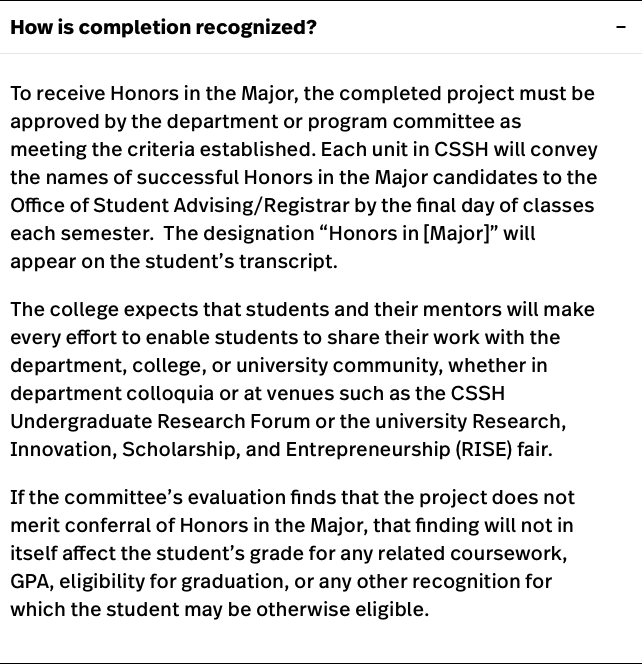 How is completion recognized?
–
To receive Honors in the Major, the completed project must be
approved by the department or program committee as
meeting the criteria established. Each unit in CSSH will convey
the names of successful Honors in the Major candidates to the
Office of Student Advising/Registrar by the final day of classes
each semester.  The designation “Honors in [Major]” will
appear on the student’s transcript.
The college expects that students and their mentors will make
every effort to enable students to share their work with the
department, college, or university community, whether in
department colloquia or at venues such as the CSSH
Undergraduate Research Forum or the university Research,
Innovation, Scholarship, and Entrepreneurship (RISE) fair.
If the committee’s evaluation finds that the project does not
merit conferral of Honors in the Major, that finding will not in
itself affect the student’s grade for any related coursework,
GPA, eligibility for graduation, or any other recognition for
which the student may be otherwise eligible.